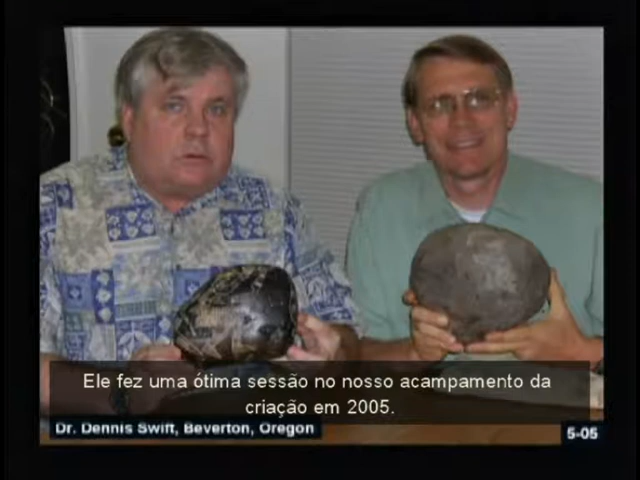 Ele fez uma ótima sessão no nosso acampamento da
criação em 2005.
Dr. Dennis Swift, Beverton, Oregon
5-05